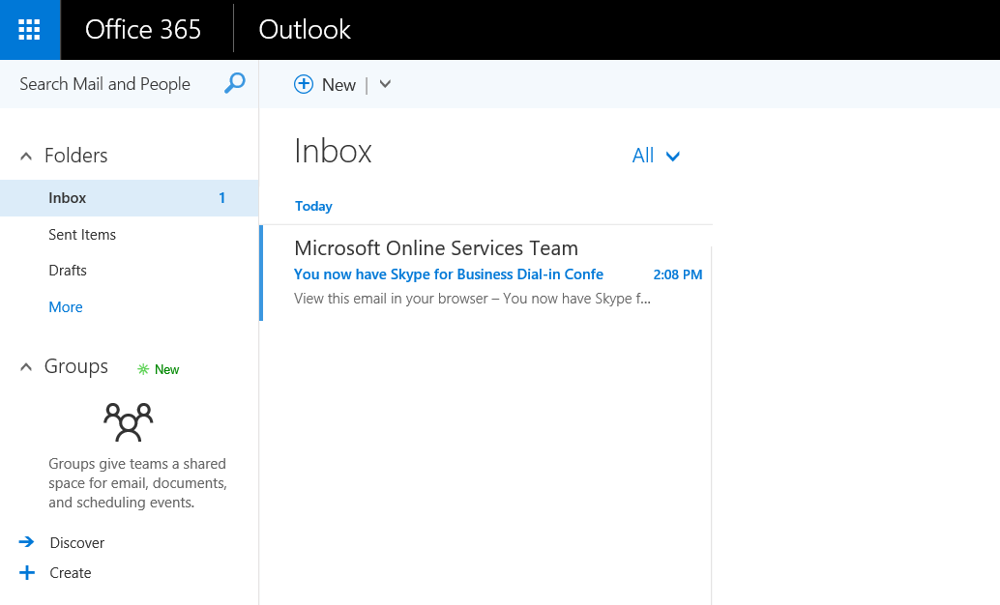 Office 365
Outlook
Search Mail and People
New
Folders
Inbox 1
Sent Items
Drafts
More
Groups New
Groups give teams a shared
space for email, documents,
and scheduling events.
Discover
Create
Inbox
All
Today
Microsoft Online Services Team
You now have Skype for Business Dial-in Confe 2:08 PM
View this email in your browser – You now have Skype f...